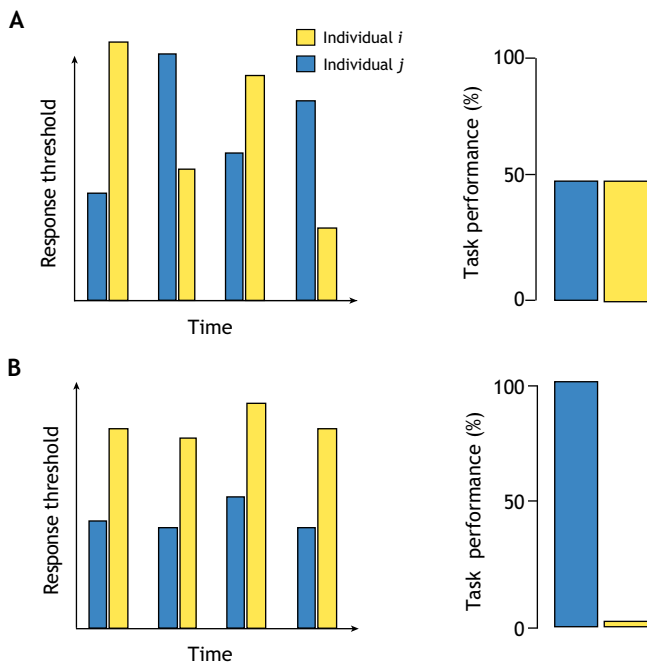 A
Individual i
Individual j
Response threshold
Time
Task performance (%)
100
50
0
B
Response threshold
Time
Task performance (%)
100
50
0